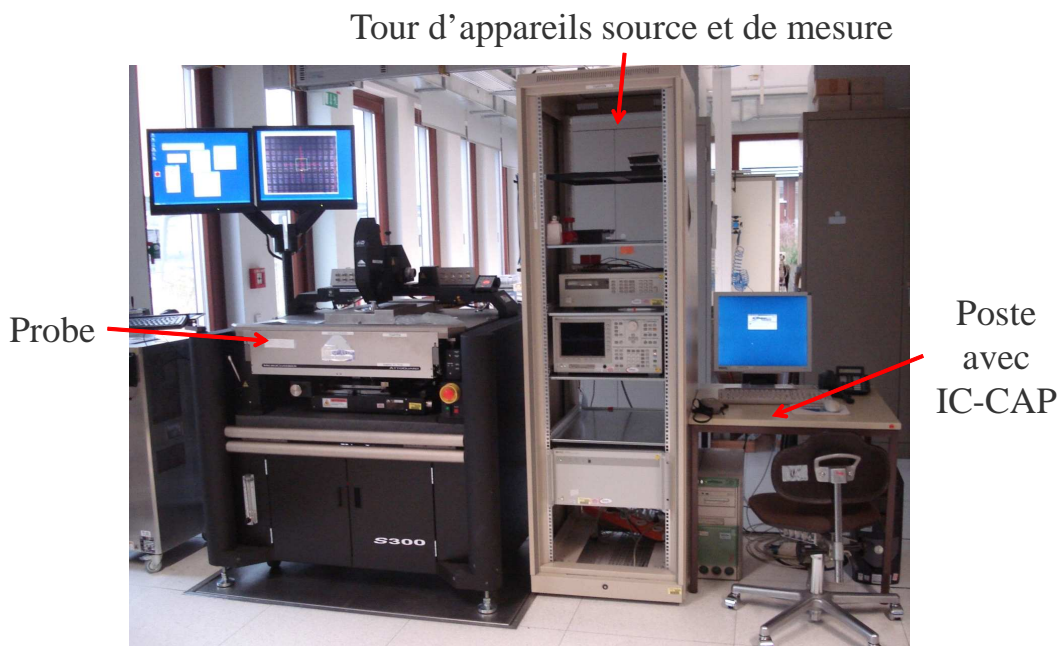 Tour d’appareils source et de mesure
Probe
Poste
avec
IC-CAP
S300